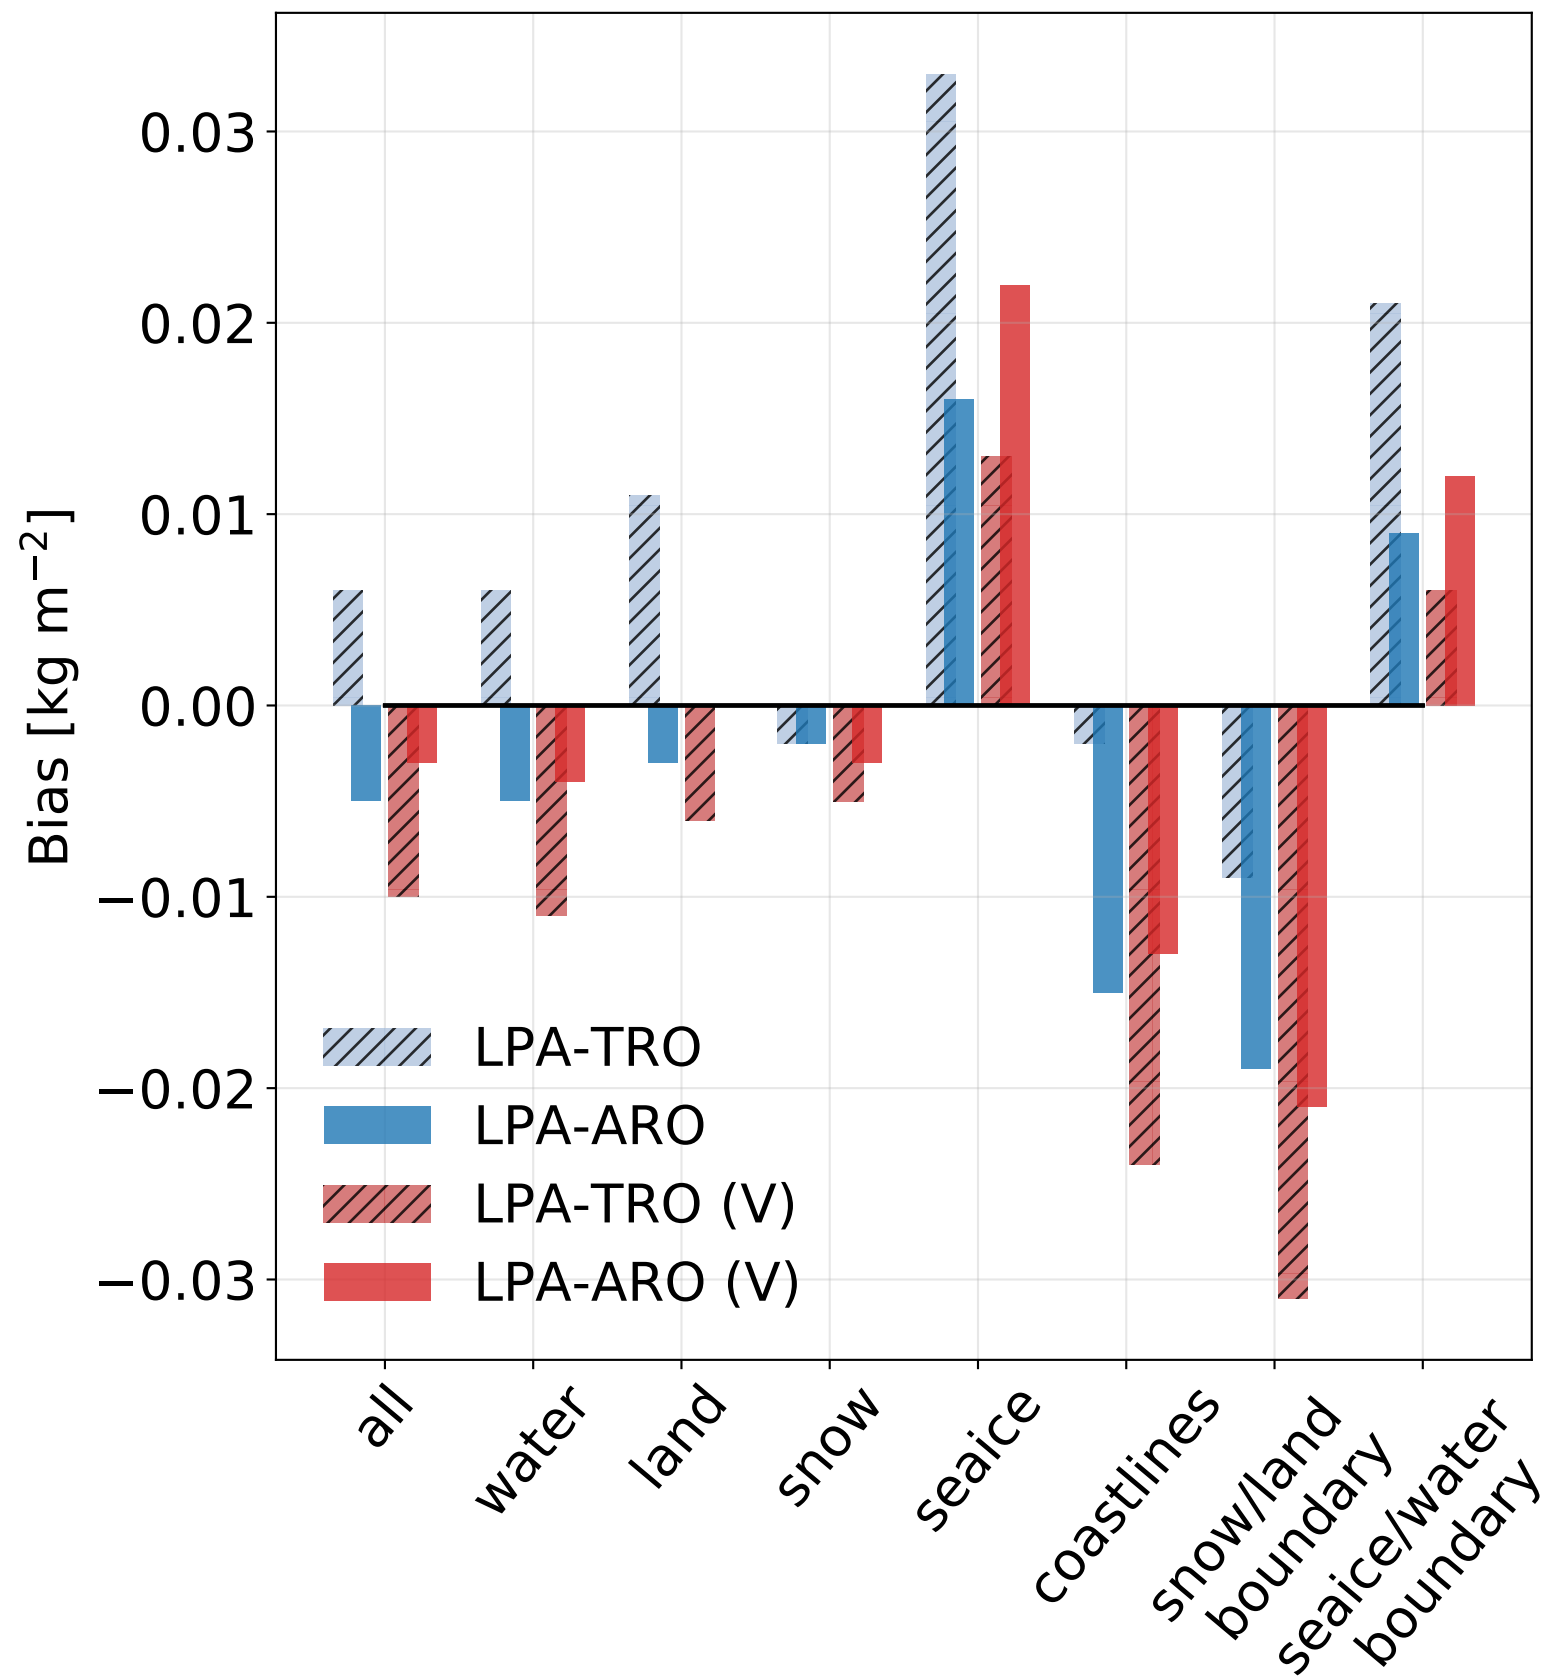 0.03
0.02
0.01
0.00
−0.01
−0.02
−0.03
Bias [kg m⁻²]
LPA-TRO
LPA-ARO
LPA-TRO (V)
LPA-ARO (V)
all
water
land
snow
seaice
coastlines
snow/land
boundary
seaice/water
boundary